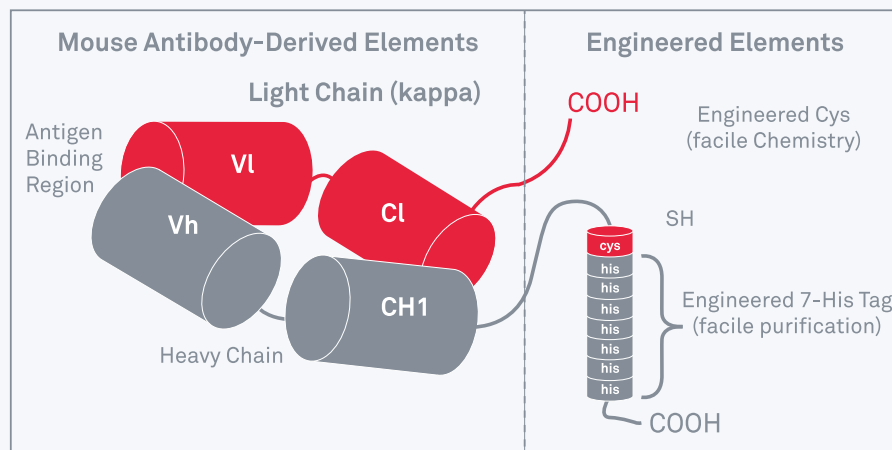 Mouse Antibody-Derived Elements
Light Chain (kappa)
Antigen
Binding
Region
Vl
Vh
Cl
CH1
Heavy Chain
Engineered Elements
COOH
Engineered Cys
(facile Chemistry)
SH
cys
his
his
his
his
his
his
his
Engineered 7-His Tag
(facile purification)
COOH